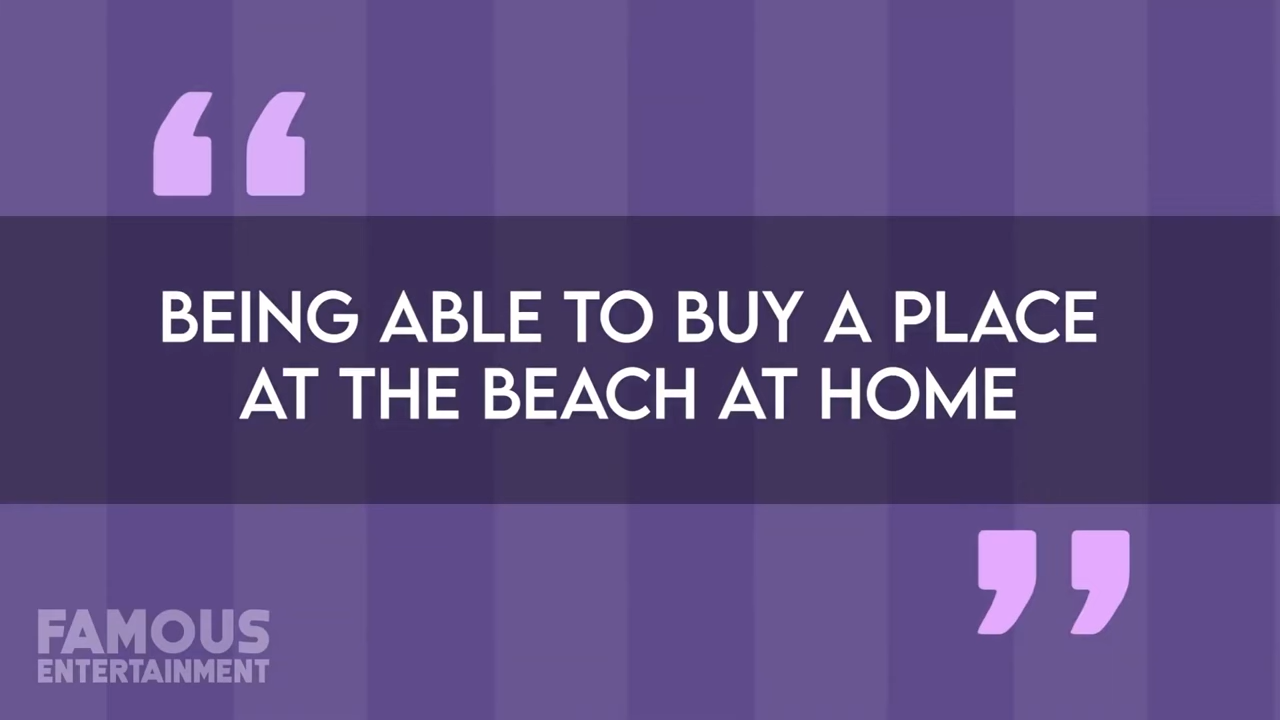 “
BEING ABLE TO BUY A PLACE
AT THE BEACH AT HOME
”
FAMOUS
ENTERTAINMENT